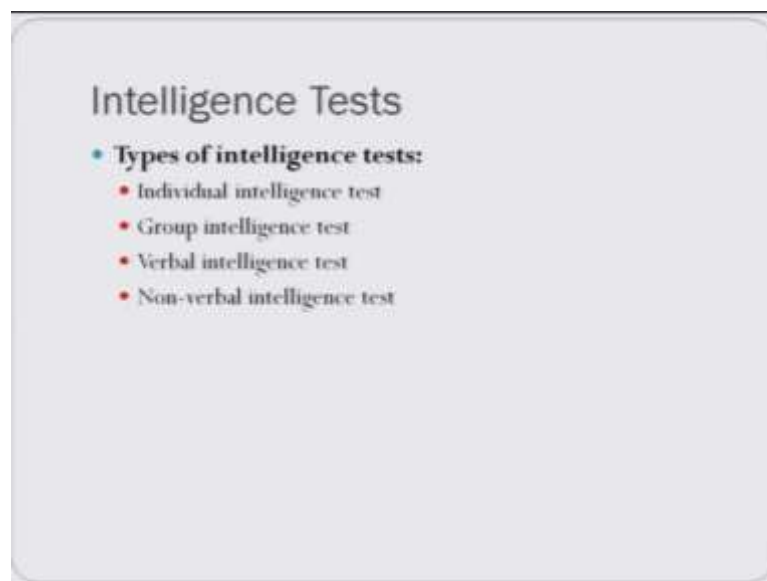 Intelligence Tests
• Types of intelligence tests:
• Individual intelligence test
• Group intelligence test
• Verbal intelligence test
• Non-verbal intelligence test